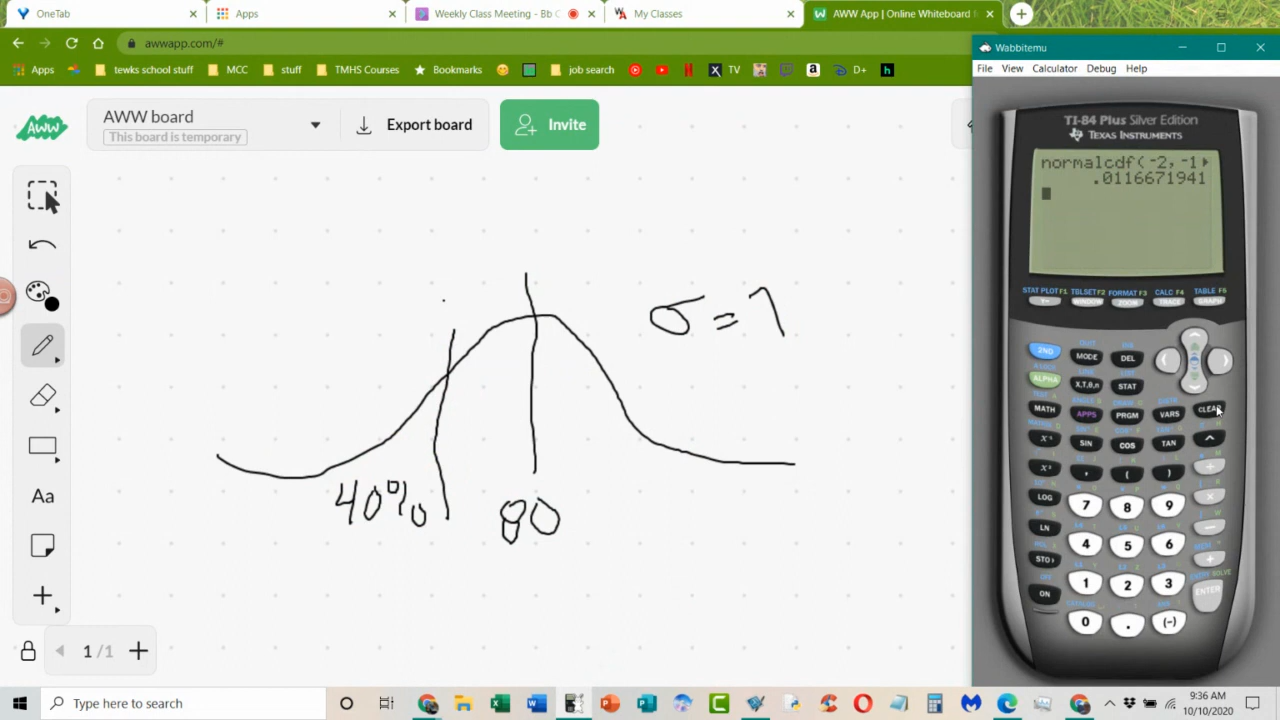 OneTab
Apps
Weekly Class Meeting - Bb C
My Classes
AWW App | Online Whiteboard f
awwapp.com/#
Apps
tewks school stuff
MCC
stuff
TMHS Courses
Bookmarks
job search
TV
D+
Wabbitemu
File View Calculator Debug Help
AWW
AWW board
This board is temporary
Export board
Invite
TI-84 Plus Silver Edition
TEXAS INSTRUMENTS
normalcdf(-2,-1
.0116671941
σ=7
40%
80
Aa
1 / 1
STAT PLOT F1 TBLSET F2 FORMAT F3 CALC F4 TABLE F5
Y= WINDOW ZOOM TRACE GRAPH
2ND MODE DEL
ALPHA X,T,θ,n STAT
MATH APPS PRGM VARS CLEAR
SIN COS TAN
, ( )
LOG 7 8 9 ×
LN 4 5 6 −
STO 1 2 3 +
ON 0 . (-) ENTER
Type here to search
9:36 AM
10/10/2020